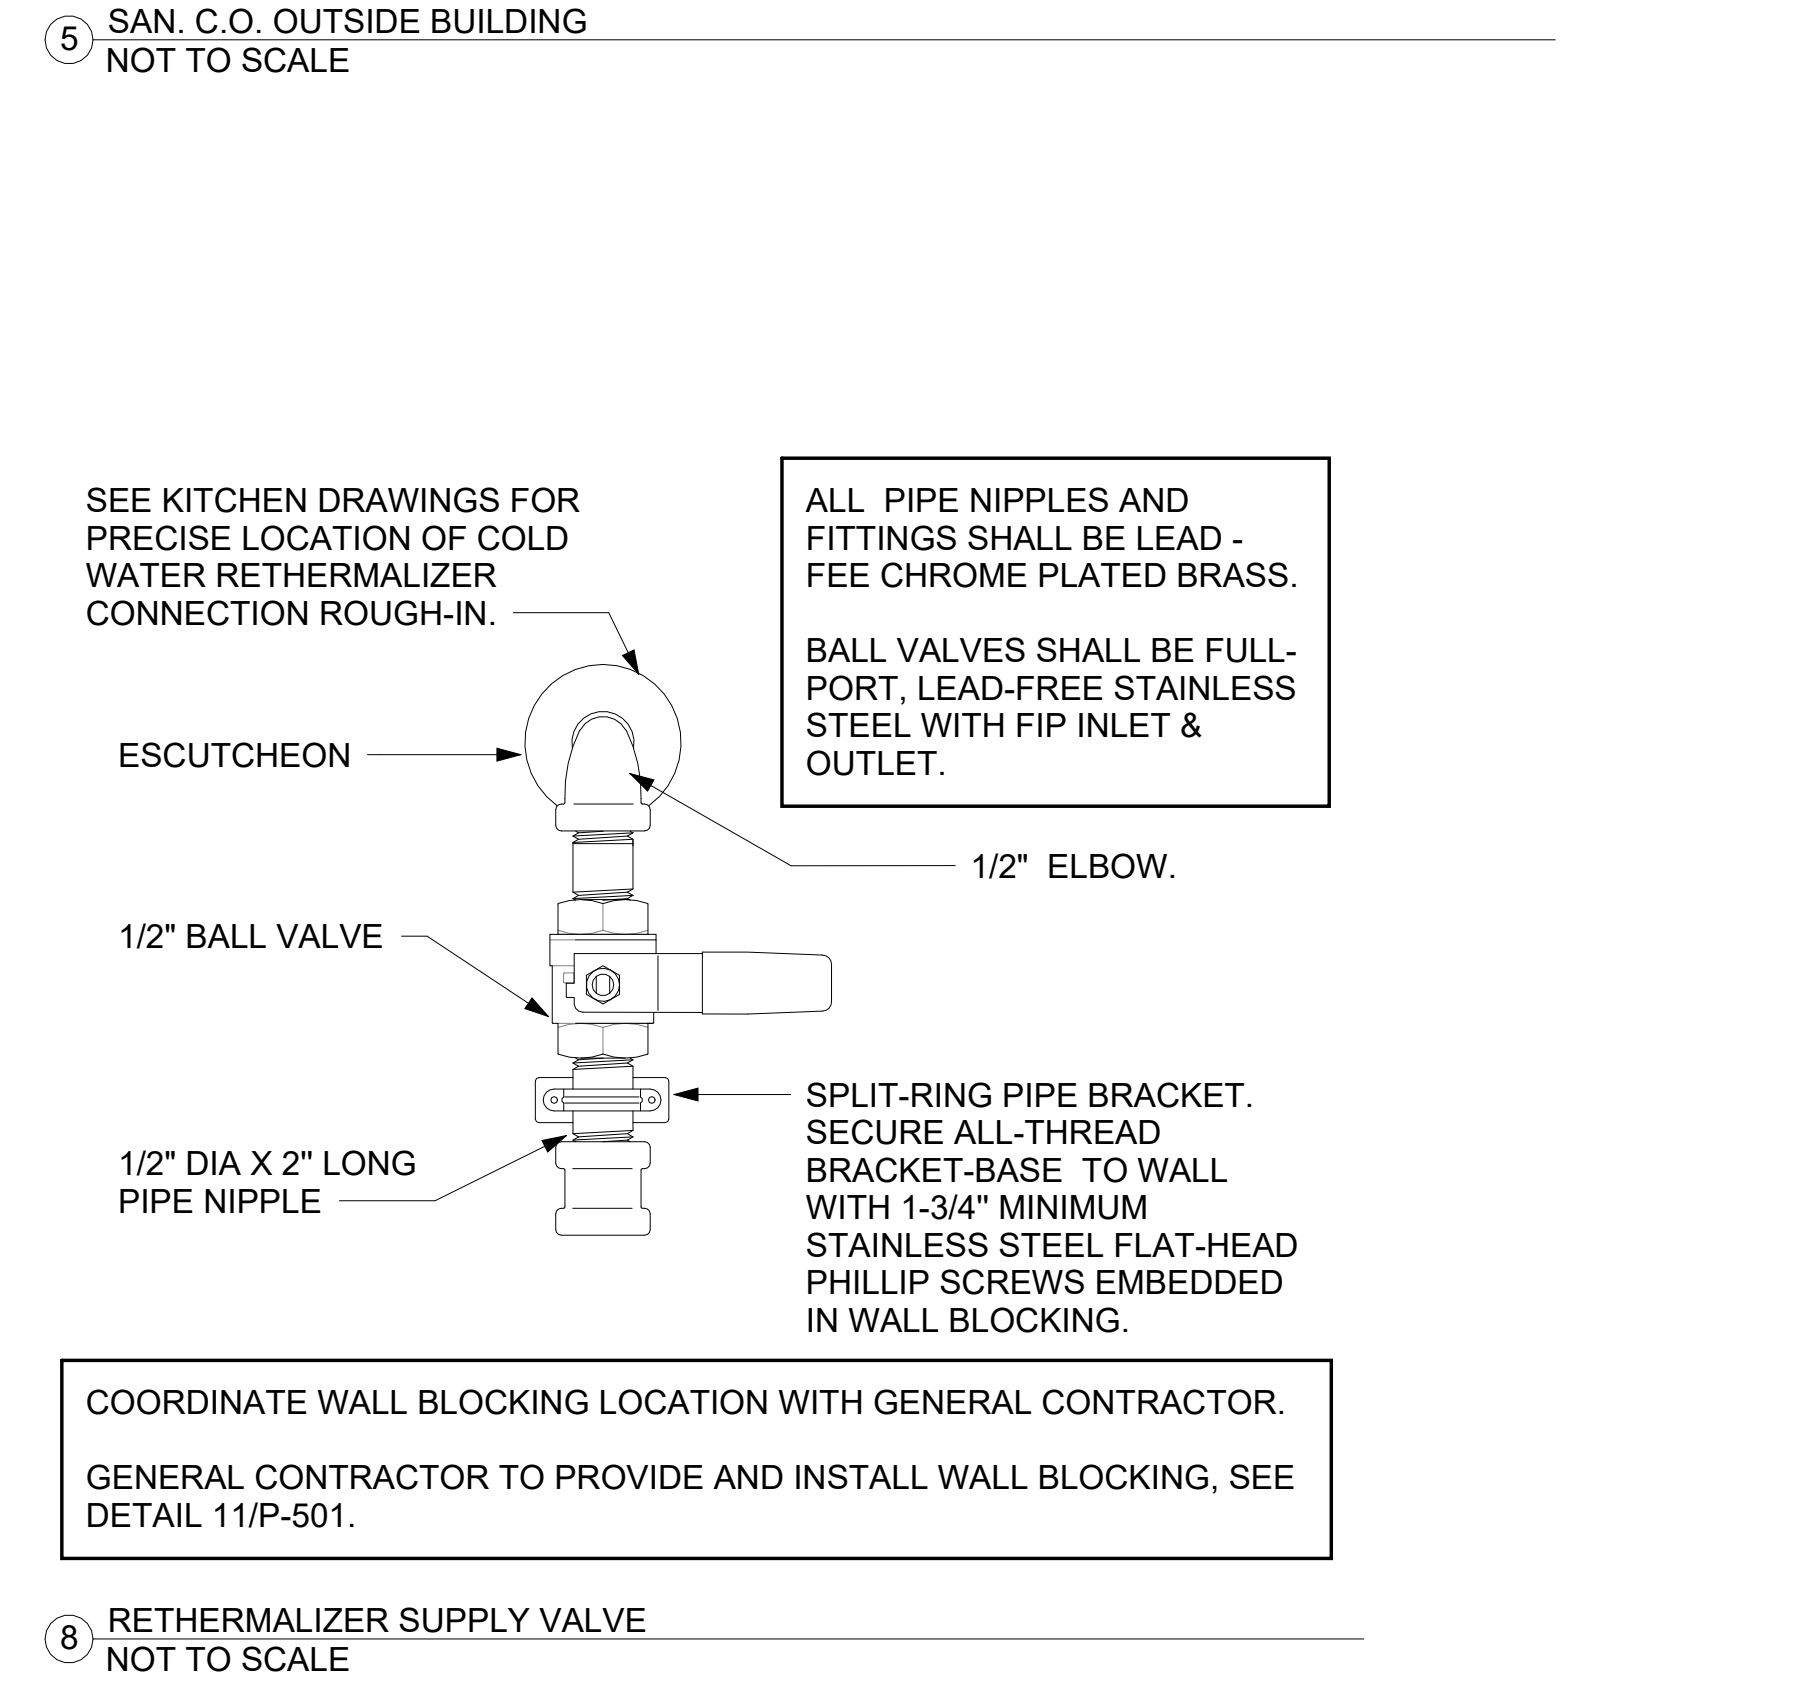 5
SAN. C.O. OUTSIDE BUILDING
NOT TO SCALE
SEE KITCHEN DRAWINGS FOR
PRECISE LOCATION OF COLD
WATER RETHERMALIZER
CONNECTION ROUGH-IN.
ALL  PIPE NIPPLES AND
FITTINGS SHALL BE LEAD -
FEE CHROME PLATED BRASS.
BALL VALVES SHALL BE FULL-
PORT, LEAD-FREE STAINLESS
STEEL WITH FIP INLET &
OUTLET.
ESCUTCHEON
1/2"  ELBOW.
1/2" BALL VALVE
1/2" DIA X 2" LONG
PIPE NIPPLE
SPLIT-RING PIPE BRACKET.
SECURE ALL-THREAD
BRACKET-BASE  TO WALL
WITH 1-3/4" MINIMUM
STAINLESS STEEL FLAT-HEAD
PHILLIP SCREWS EMBEDDED
IN WALL BLOCKING.
COORDINATE WALL BLOCKING LOCATION WITH GENERAL CONTRACTOR.
GENERAL CONTRACTOR TO PROVIDE AND INSTALL WALL BLOCKING, SEE
DETAIL 11/P-501.
8
RETHERMALIZER SUPPLY VALVE
NOT TO SCALE